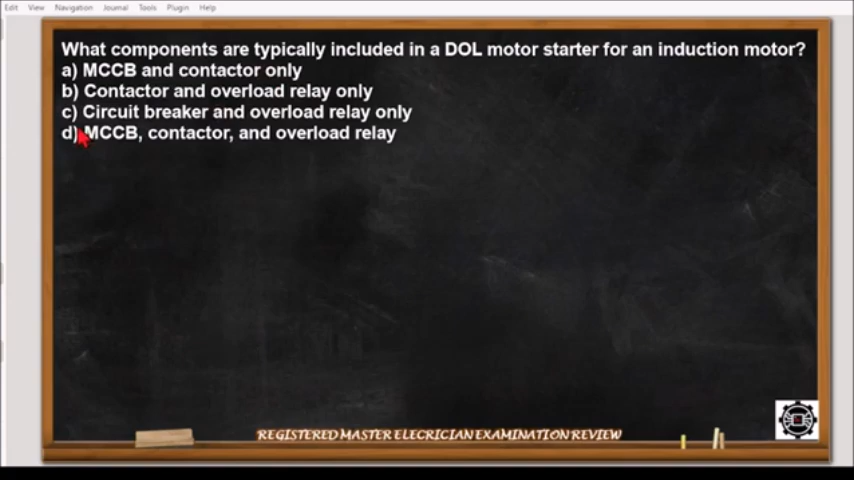 Edit View Navigation Journal Tools Plugin Help
What components are typically included in a DOL motor starter for an induction motor?
a) MCCB and contactor only
b) Contactor and overload relay only
c) Circuit breaker and overload relay only
d) MCCB, contactor, and overload relay
REGISTERED MASTER ELECRICIAN EXAMINATION REVIEW